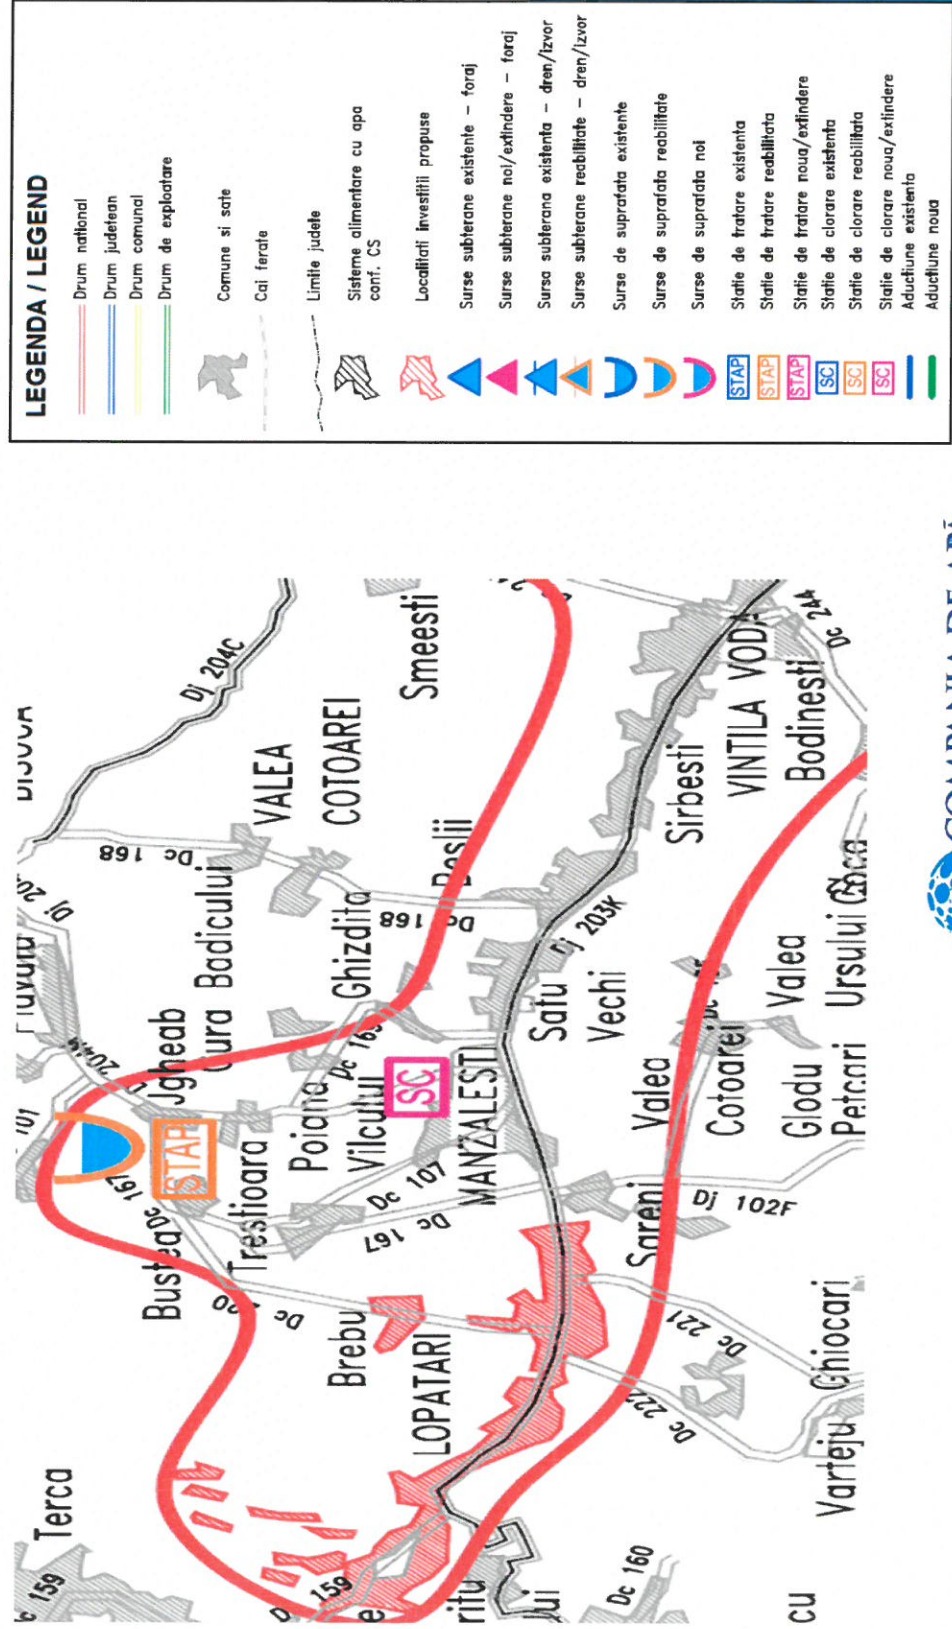 LEGENDA / LEGEND
Drum national
Drum judetean
Drum comunal
Drum de exploatare
Comune si sate
Cai ferate
Limite judete
Sisteme alimentare cu apa
conf. CS
Localitati investitii propuse
Surse subterane existente - foraj
Surse subterane noi/extindere - foraj
Sursa subterana existenta - dren/izvor
Surse subterane reabilitate - dren/izvor
Surse de suprafata existente
Surse de suprafata reabilitate
Surse de suprafata noi
STAP Statie de tratare existenta
STAP Statie de tratare reabilitata
STAP Statie de tratare noua/extindere
SC Statie de clorare existenta
SC Statie de clorare reabilitata
SC Statie de clorare noua/extindere
Aductiune existenta
Aductiune noua
Terca
159
Dc 167
Bustea
STAP
Jgheab
Gura Badicului
Dj 204C
Dc 168
VALEA
COTOAREI
Trestioara
Dc
Poiana
Vilcului
Ghizdita
Brebu
Dc 107
Dc 167
SC
Dc 168
Beslii
Smeesti
LOPATARI
MANZALESTI
159
Satu
Vechi
Dj 203K
Sareni
Valea
Cotoarei
Sirbesti
VINTILA VODA
Dc 160
Dc 222
Dc 221
Dj 102F
Glodu
Petcari
Valea
Ursului
Bodinesti
Dc 244
Varteju
Ghiocari
COMPANIA DE APĂ